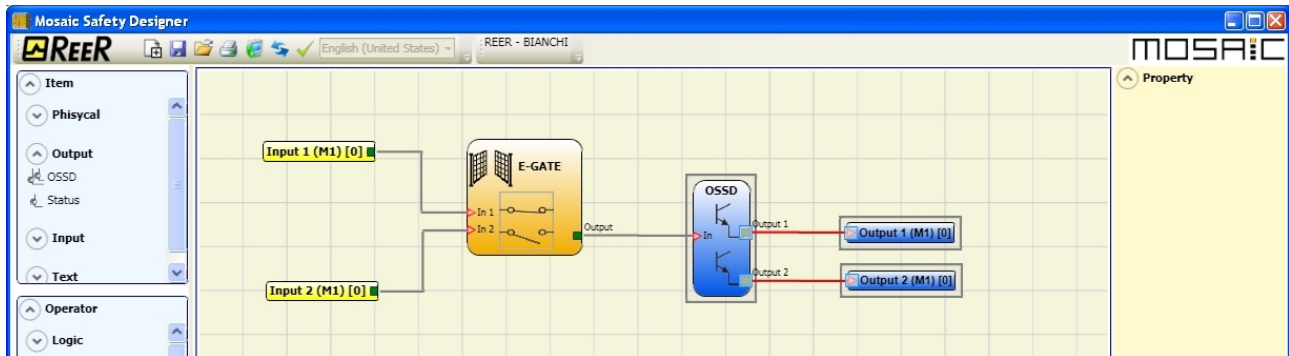 Mosaic Safety Designer
REER
English (United States)
REER - BIANCHI
MOSAIC
Item
Phisycal
Output
OSSD
Status
Input
Text
Operator
Logic
Input 1 (M1) [0]
Input 2 (M1) [0]
E-GATE
In 1
In 2
Output
OSSD
In
Output 1
Output 2
Output 1 (M1) [0]
Output 2 (M1) [0]
Property